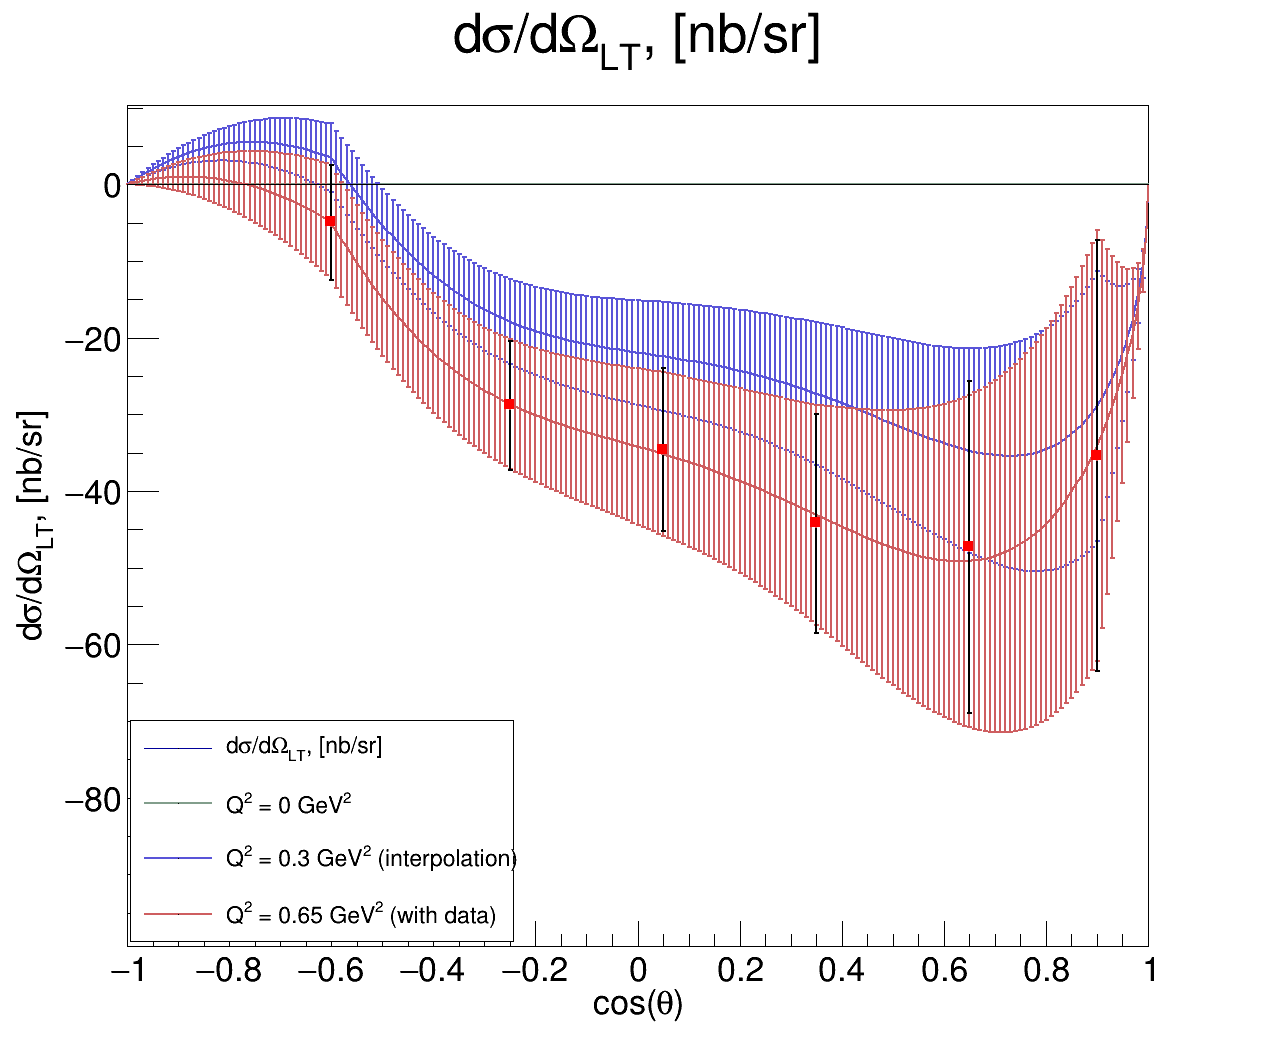 dσ/dΩLT, [nb/sr]
dσ/dΩLT, [nb/sr]
0
−20
−40
−60
−80
dσ/dΩLT, [nb/sr]
Q2 = 0 GeV2
Q2 = 0.3 GeV2 (interpolation)
Q2 = 0.65 GeV2 (with data)
−1 −0.8 −0.6 −0.4 −0.2 0 0.2 0.4 0.6 0.8 1
cos(θ)